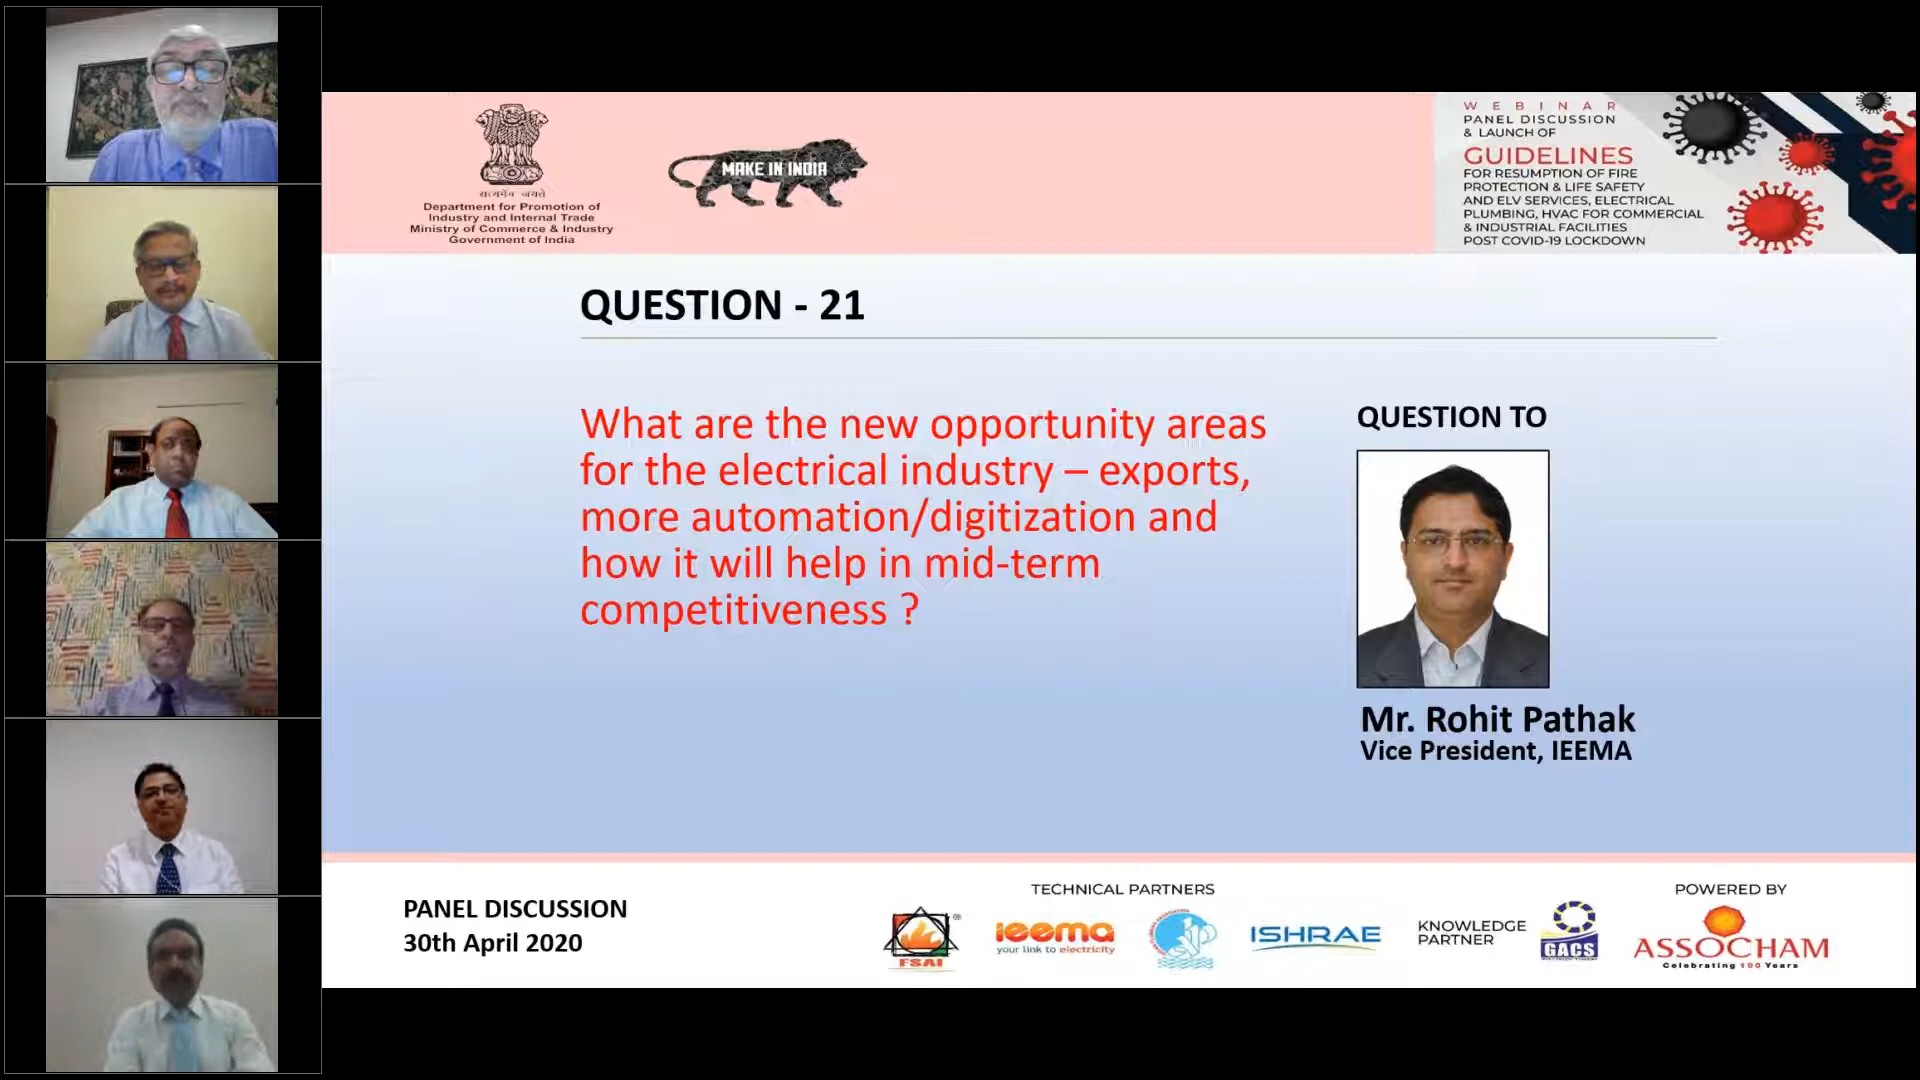 सत्यमेव जयते
Department for Promotion of
Industry and Internal Trade
Ministry of Commerce & Industry
Government of India
MAKE IN INDIA
WEBINAR
PANEL DISCUSSION
& LAUNCH OF
GUIDELINES
FOR RESUMPTION OF FIRE
PROTECTION & LIFE SAFETY
AND ELV SERVICES, ELECTRICAL
PLUMBING, HVAC FOR COMMERCIAL
& INDUSTRIAL FACILITIES
POST COVID-19 LOCKDOWN
QUESTION - 21
What are the new opportunity areas
for the electrical industry – exports,
more automation/digitization and
how it will help in mid-term
competitiveness ?
QUESTION TO
Mr. Rohit Pathak
Vice President, IEEMA
PANEL DISCUSSION
30th April 2020
TECHNICAL PARTNERS
FSAI
®
ieema
your link to electricity
ISHRAE
KNOWLEDGE
PARTNER
GACS
POWERED BY
ASSOCHAM
Celebrating 100 Years